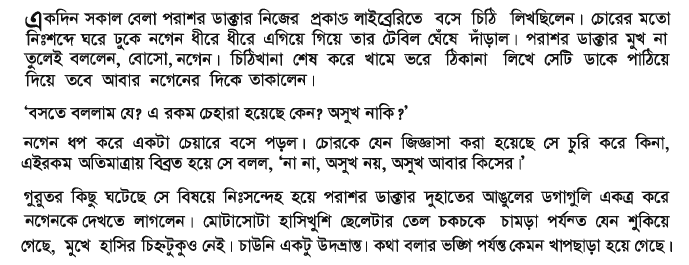 একদিন সকাল বেলা পরাশর ডাক্তার নিজের প্রকান্ড লাইব্রেরিতে বসে চিঠি লিখছিলেন। চোরের মতো
নিঃশব্দে ঘরে ঢুকে নগেন ধীরে ধীরে এগিয়ে গিয়ে তার টেবিল ঘেঁষে দাঁড়াল। পরাশর ডাক্তার মুখ না
তুলেই বললেন, বোসো, নগেন। চিঠিখানা শেষ করে খামে ভরে ঠিকানা লিখে সেটি ডাকে পাঠিয়ে
দিয়ে তবে আবার নগেনের দিকে তাকালেন।
‘বসতে বললাম যে? এ রকম চেহারা হয়েছে কেন? অসুখ নাকি?’
নগেন ধপ করে একটা চেয়ারে বসে পড়ল। চোরকে যেন জিজ্ঞাসা করা হয়েছে সে চুরি করে কিনা,
এইরকম অতিমাত্রায় বিব্রত হয়ে সে বলল, ‘না না, অসুখ নয়, অসুখ আবার কিসের।’
গুরুতর কিছু ঘটেছে সে বিষয়ে নিঃসন্দেহ হয়ে পরাশর ডাক্তার দুহাতের আঙুলের ডগাগুলি একত্র করে
নগেনকে দেখতে লাগলেন। মোটাসোটা হাসিখুশি ছেলেটার তেল চকচকে চামড়া পর্যন্ত যেন শুকিয়ে
গেছে, মুখে হাসির চিহ্নটুকুও নেই। চাউনি একটু উদভ্রান্ত। কথা বলার ভঙ্গি পর্যন্ত কেমন খাপছাড়া হয়ে গেছে।